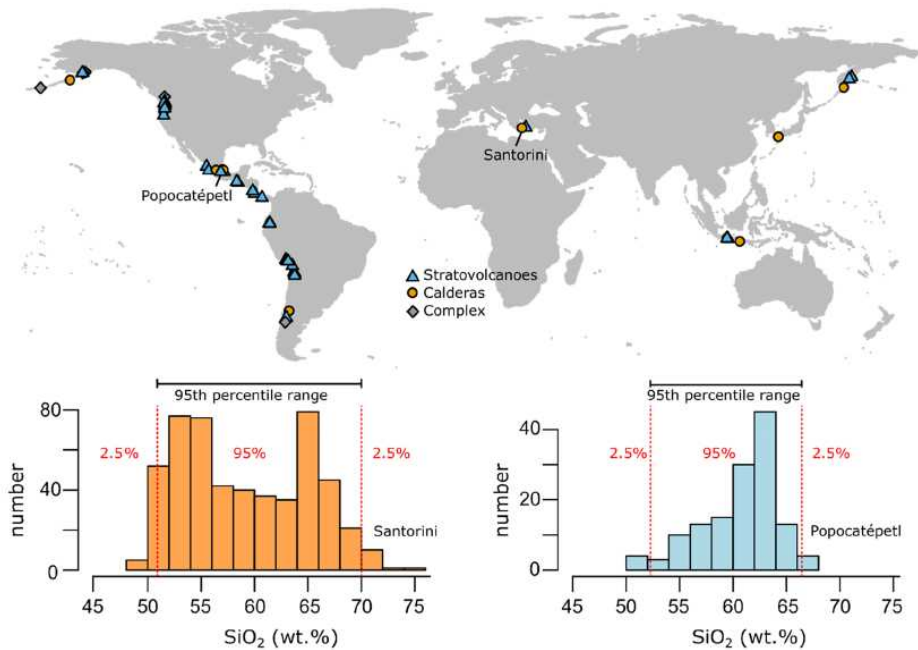 Santorini
Popocatépetl
Stratovolcanoes
Calderas
Complex
95th percentile range
80
40
0
number
2.5%
95%
2.5%
Santorini
45 50 55 60 65 70 75
SiO₂ (wt.%)
95th percentile range
40
20
0
number
2.5%
95%
2.5%
Popocatépetl
45 50 55 60 65 70 75
SiO₂ (wt.%)